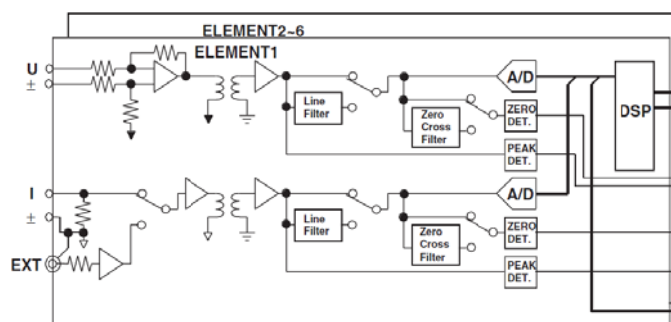 ELEMENT2~6
ELEMENT1
U
±
A/D
Line
Filter
Zero
Cross
Filter
ZERO
DET.
PEAK
DET.
DSP
I
±
EXT
A/D
Line
Filter
Zero
Cross
Filter
ZERO
DET.
PEAK
DET.